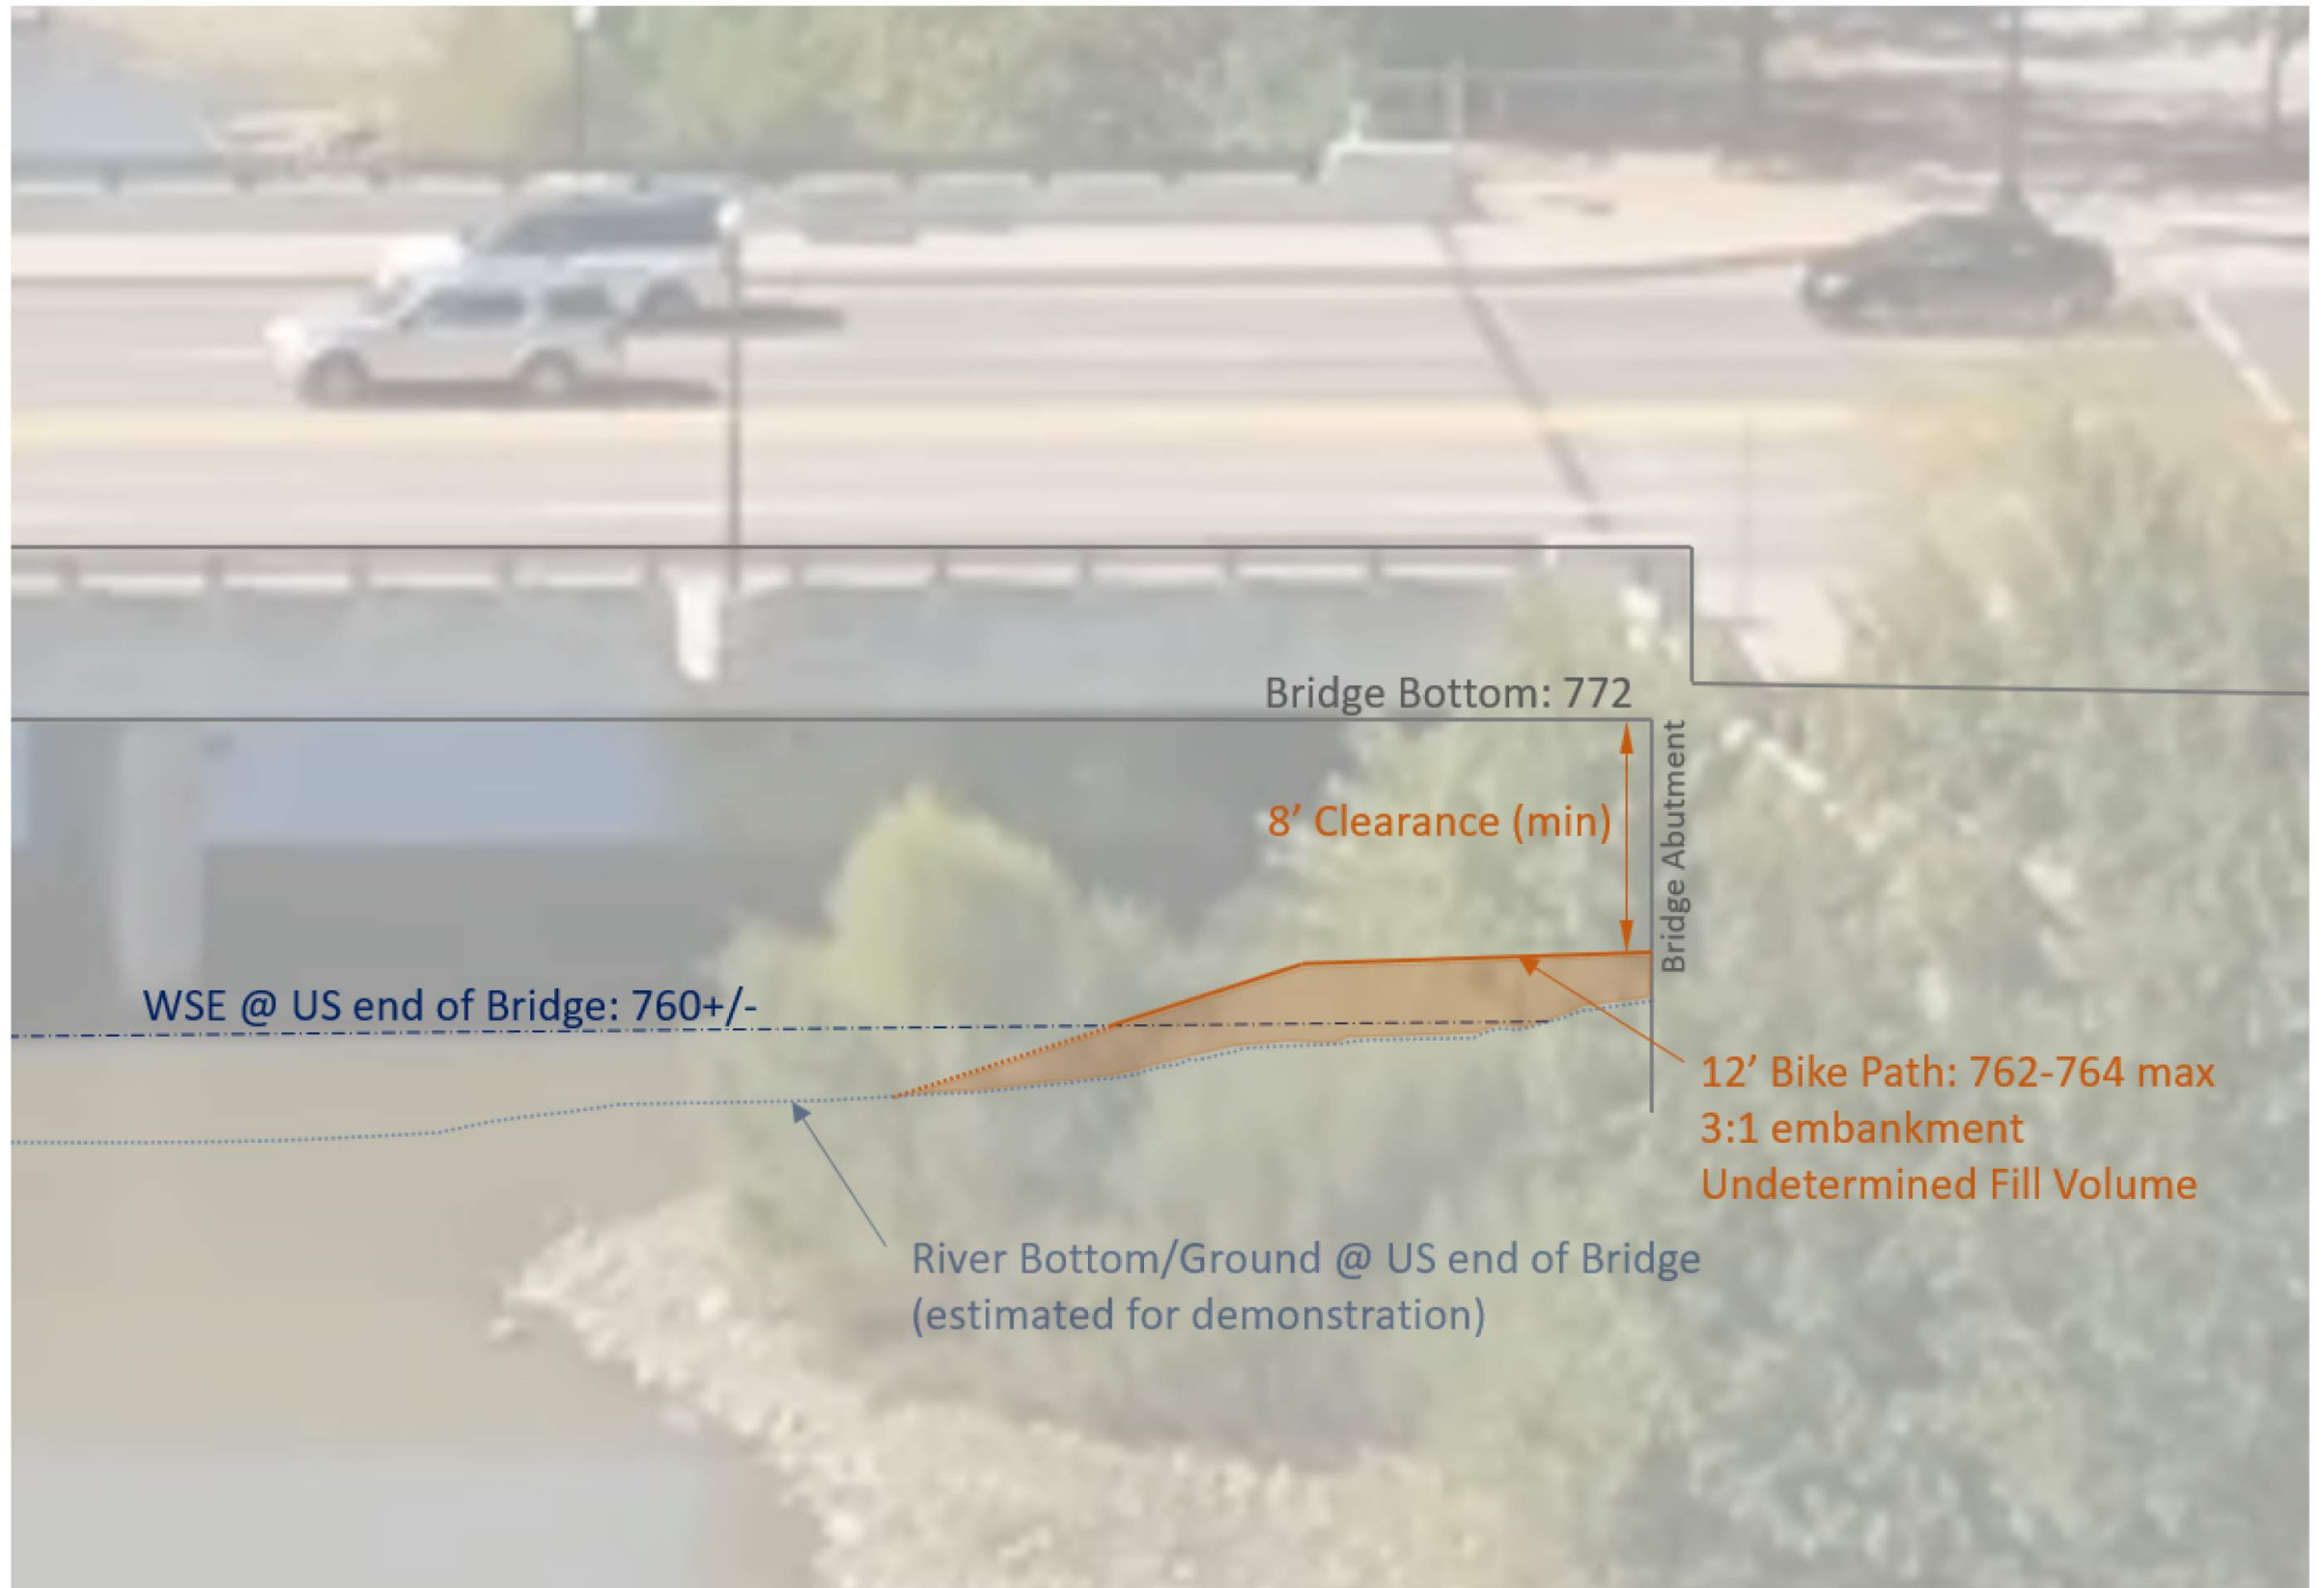 Bridge Bottom: 772
Bridge Abutment
8’ Clearance (min)
WSE @ US end of Bridge: 760+/-
12’ Bike Path: 762-764 max
3:1 embankment
Undetermined Fill Volume
River Bottom/Ground @ US end of Bridge
(estimated for demonstration)